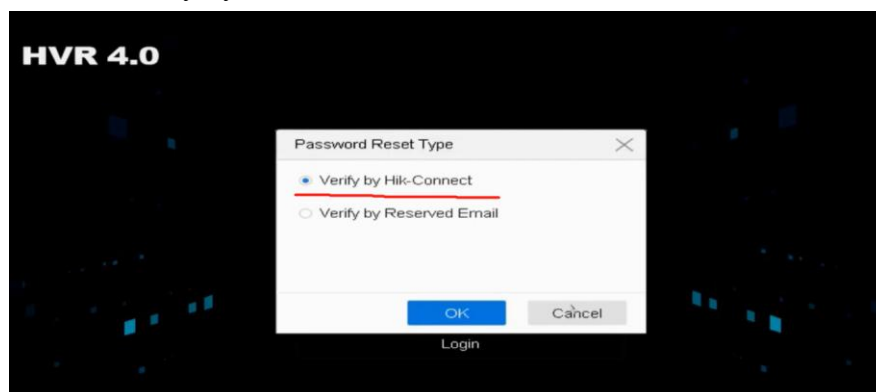 HVR 4.0
Password Reset Type
Verify by Hik-Connect
Verify by Reserved Email
OK Cancel
Login